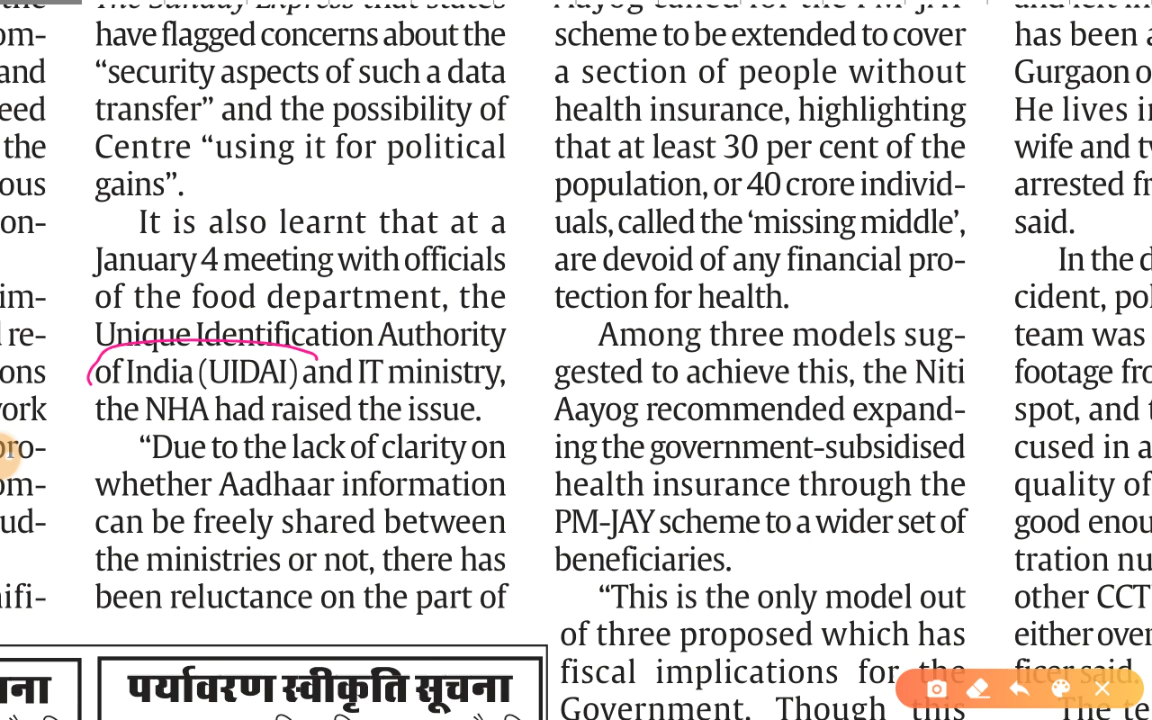 have flagged concerns about the
“security aspects of such a data
transfer” and the possibility of
Centre “using it for political
gains”.
It is also learnt that at a
January 4 meeting with officials
of the food department, the
Unique Identification Authority
of India (UIDAI) and IT ministry,
the NHA had raised the issue.
“Due to the lack of clarity on
whether Aadhaar information
can be freely shared between
the ministries or not, there has
been reluctance on the part of
पर्यावरण स्वीकृति सूचना
scheme to be extended to cover
a section of people without
health insurance, highlighting
that at least 30 per cent of the
population, or 40 crore individ-
uals, called the ‘missing middle’,
are devoid of any financial pro-
tection for health.
Among three models sug-
gested to achieve this, the Niti
Aayog recommended expand-
ing the government-subsidised
health insurance through the
PM-JAY scheme to a wider set of
beneficiaries.
“This is the only model out
of three proposed which has
fiscal implications for the
Government. Though this
has been
Gurgaon
He lives
wife and
arrested
said.
In the
cident,
team was
footage
spot, and
cused in a
quality of
good
tration
other
either
ficer said.
The